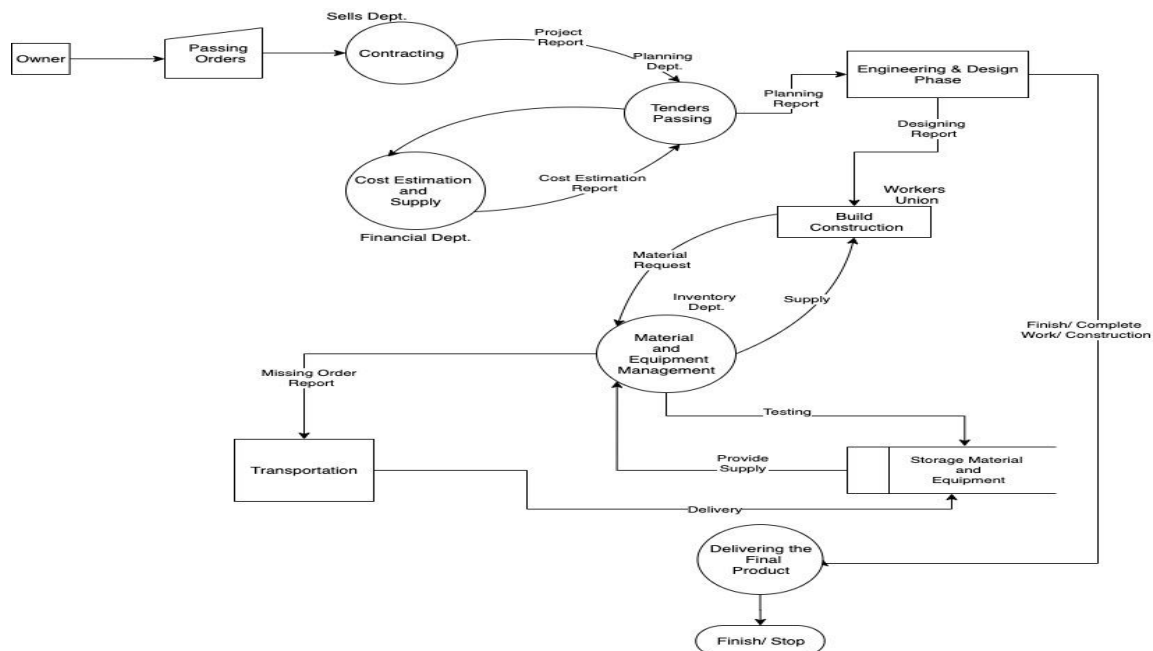 Sells Dept.
Owner
Passing
Orders
Contracting
Project
Report
Planning
Dept.
Tenders
Passing
Planning
Report
Engineering & Design
Phase
Designing
Report
Cost Estimation
and
Supply
Cost Estimation
Report
Financial Dept.
Workers
Union
Build
Construction
Material
Request
Inventory
Dept.
Supply
Material
and
Equipment
Management
Finish/ Complete
Work/ Construction
Missing Order
Report
Testing
Transportation
Provide
Supply
Storage Material
and
Equipment
Delivery
Delivering the
Final
Product
Finish/ Stop